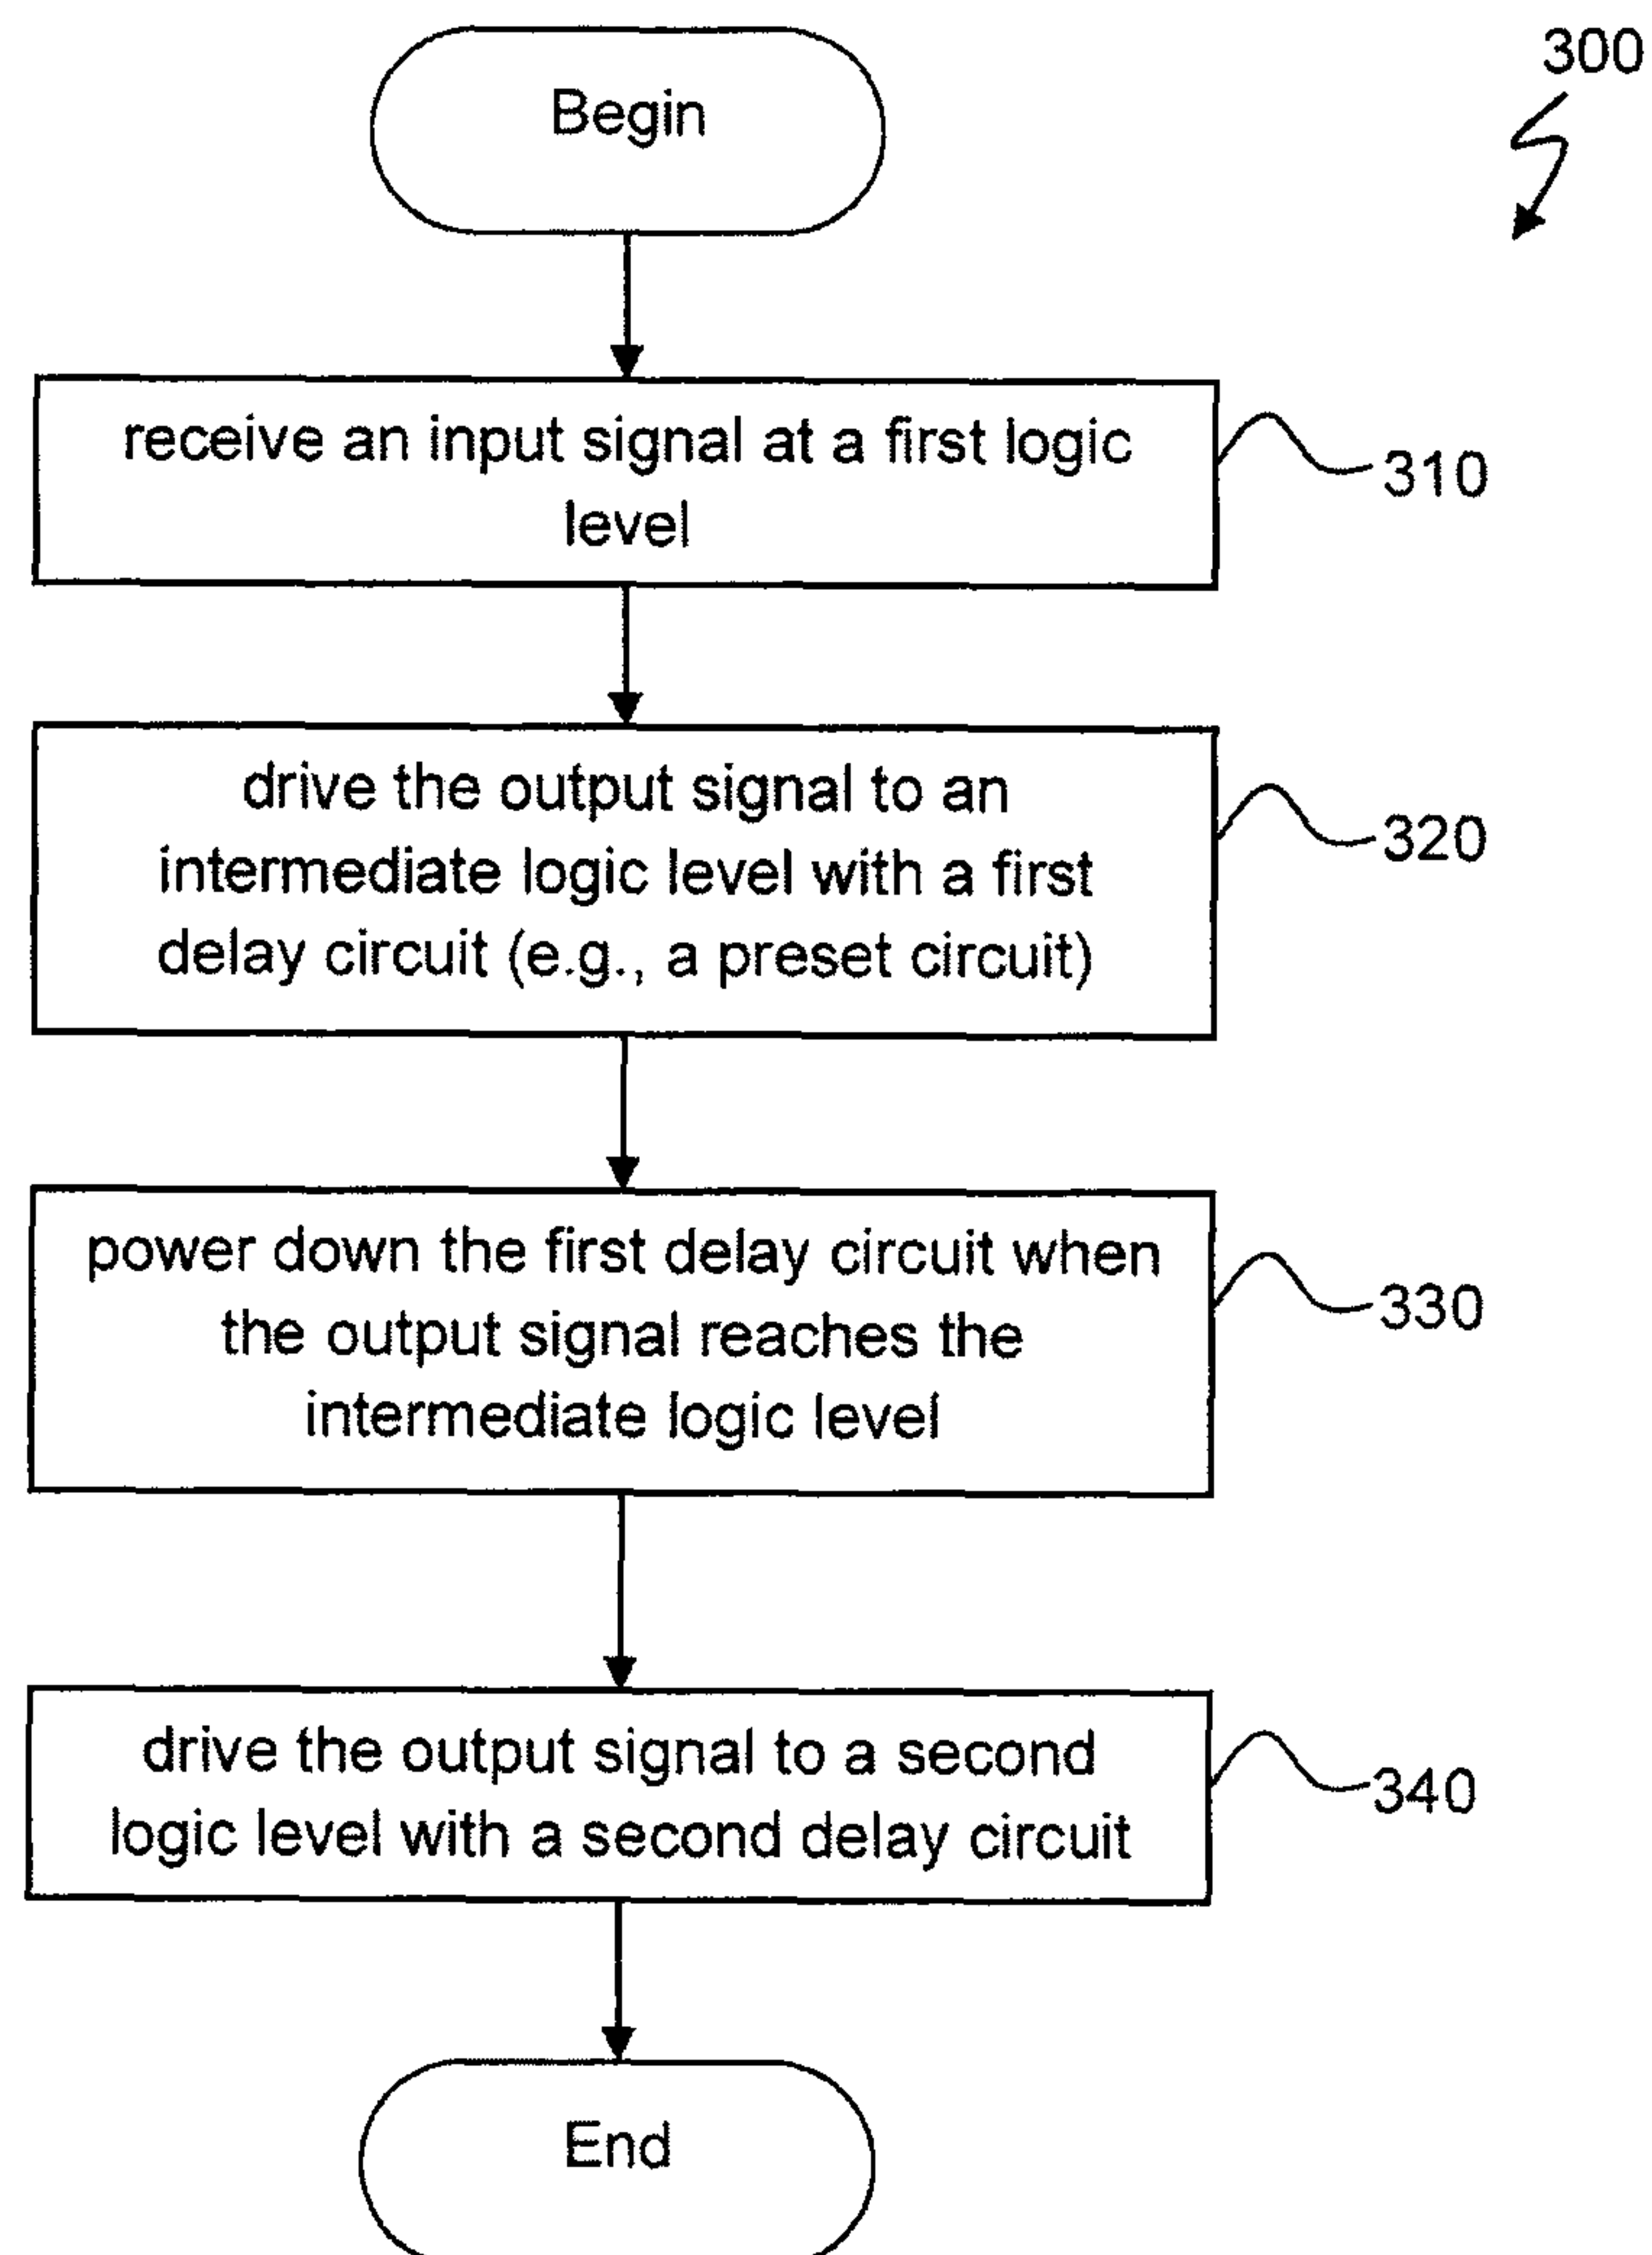 300
Begin
receive an input signal at a first logic
level
310
drive the output signal to an
intermediate logic level with a first
delay circuit (e.g., a preset circuit)
320
power down the first delay circuit when
the output signal reaches the
intermediate logic level
330
drive the output signal to a second
logic level with a second delay circuit
340
End